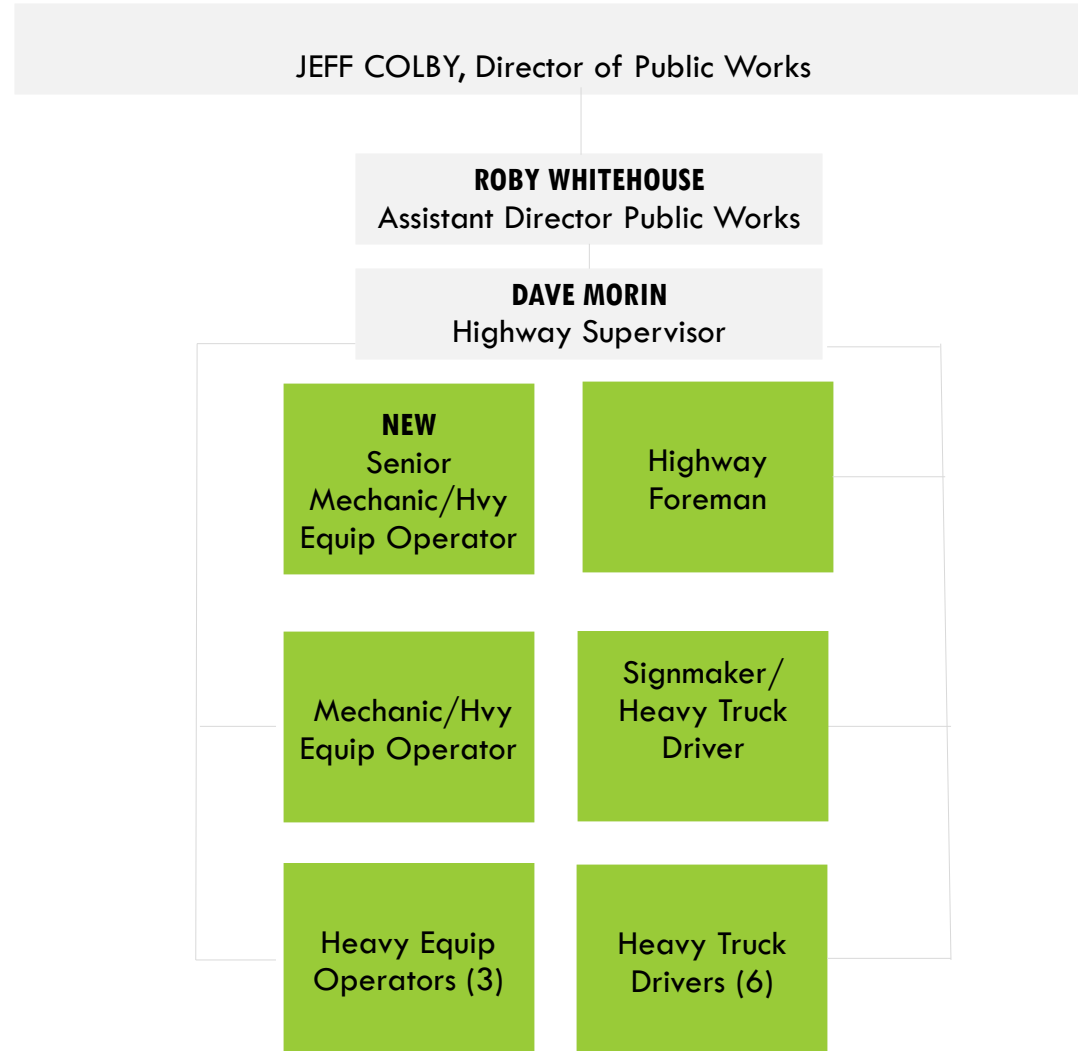 JEFF COLBY, Director of Public Works
ROBY WHITEHOUSE
Assistant Director Public Works
DAVE MORIN
Highway Supervisor
NEW
Senior
Mechanic/Hvy
Equip Operator
Highway
Foreman
Mechanic/Hvy
Equip Operator
Signmaker/
Heavy Truck
Driver
Heavy Equip
Operators (3)
Heavy Truck
Drivers (6)